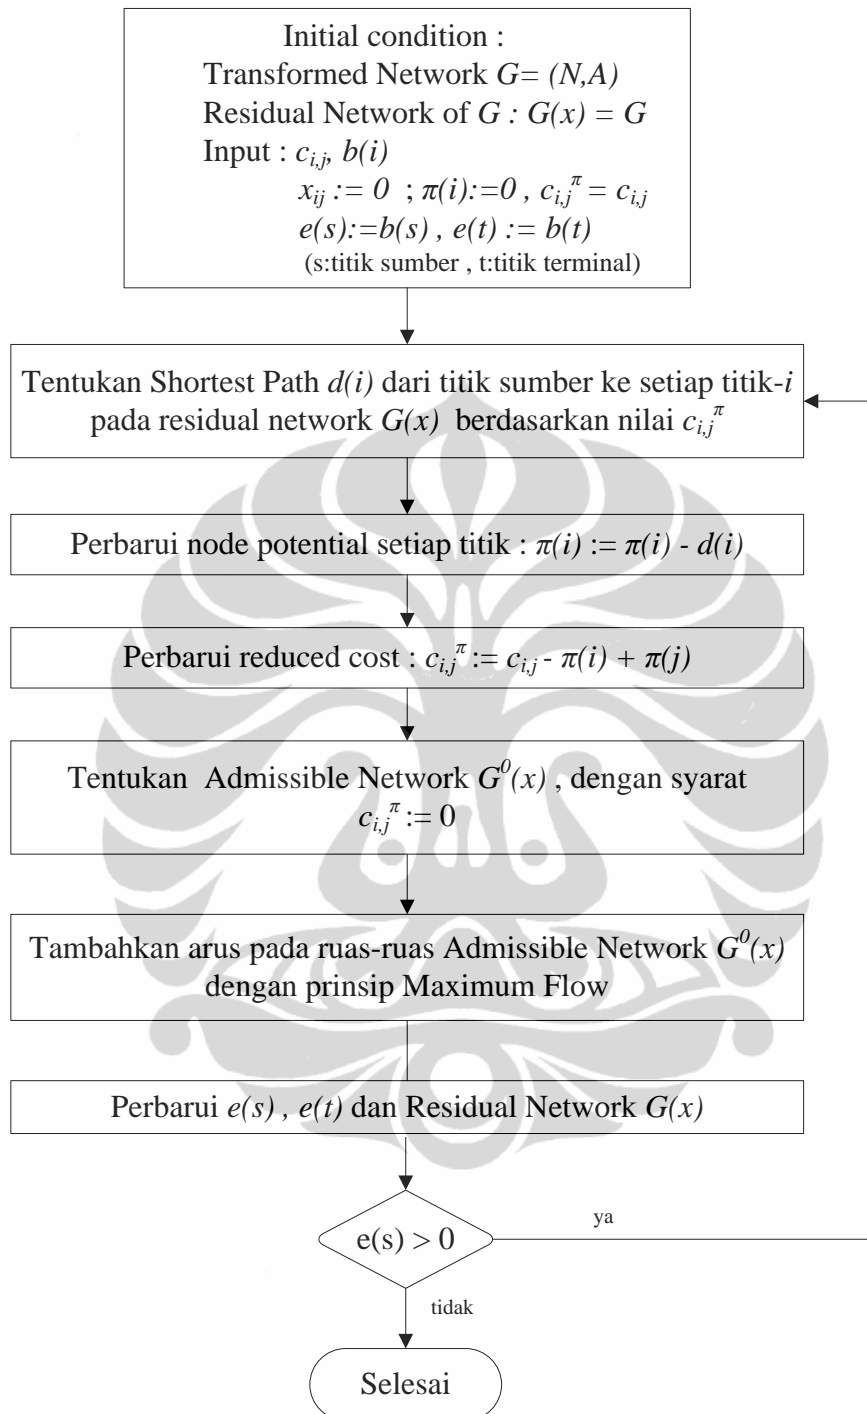 Initial condition :
Transformed Network G= (N,A)
Residual Network of G : G(x) = G
Input : c_{i,j}, b(i)
x_{ij} := 0 ; π(i):=0 , c_{i,j}^π = c_{i,j}
e(s):=b(s) , e(t) := b(t)
(s:titik sumber , t:titik terminal)
Tentukan Shortest Path d(i) dari titik sumber ke setiap titik-i
pada residual network G(x) berdasarkan nilai c_{i,j}^π
Perbarui node potential setiap titik : π(i) := π(i) - d(i)
Perbarui reduced cost : c_{i,j}^π := c_{i,j} - π(i) + π(j)
Tentukan Admissible Network G^0(x) , dengan syarat
c_{i,j}^π := 0
Tambahkan arus pada ruas-ruas Admissible Network G^0(x)
dengan prinsip Maximum Flow
Perbarui e(s) , e(t) dan Residual Network G(x)
e(s) > 0
ya
tidak
Selesai